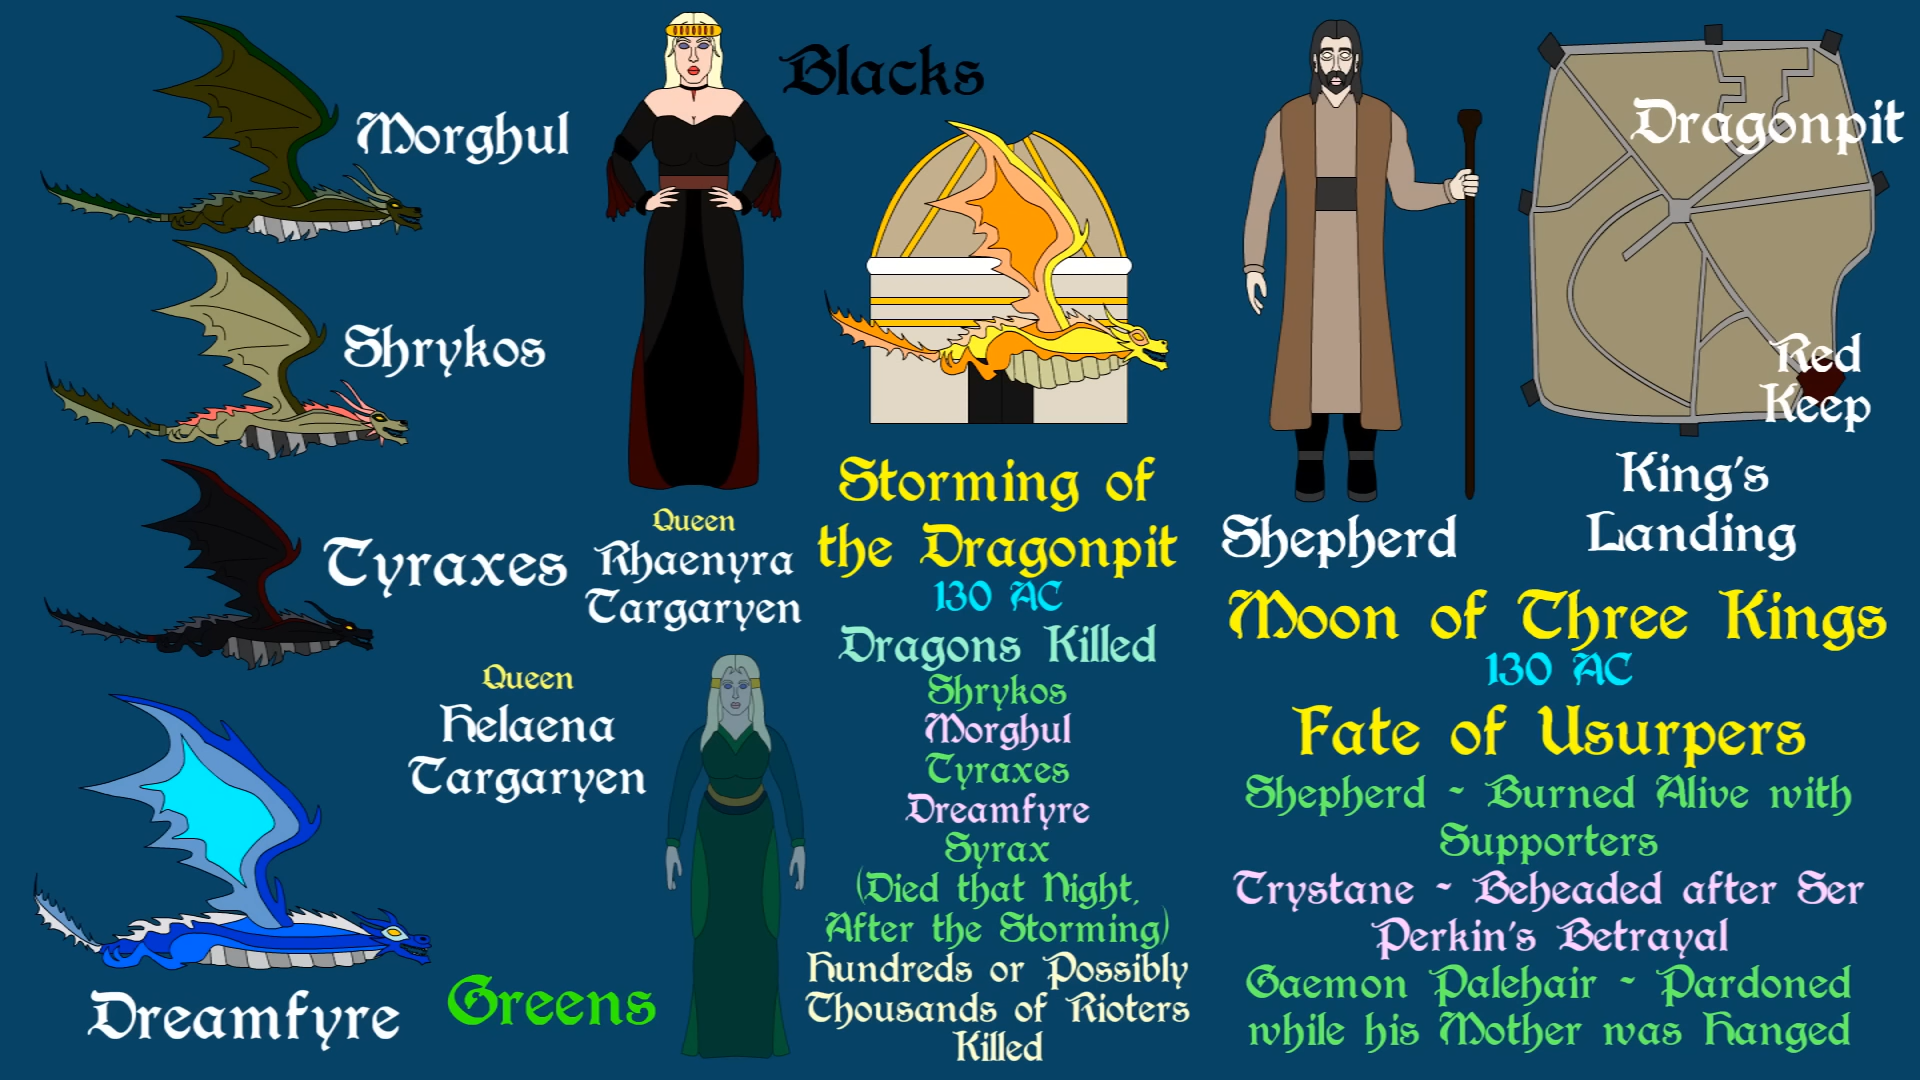 Morghul
Shrykos
Tyraxes
Dreamfyre
Blacks
Queen
Rhaenyra
Targaryen
Queen
Helaena
Targaryen
Greens
Storming of
the Dragonpit
130 AC
Dragons Killed
Shrykos
Morghul
Tyraxes
Dreamfyre
Syrax
(Died that Night,
After the Storming)
Hundreds or Possibly
Thousands of Rioters
Killed
Shepherd
Dragonpit
Red
Keep
King's
Landing
Moon of Three Kings
130 AC
Fate of Usurpers
Shepherd - Burned Alive with
Supporters
Trystane - Beheaded after Ser
Perkin's Betrayal
Gaemon Palehair - Pardoned
while his Mother was Hanged